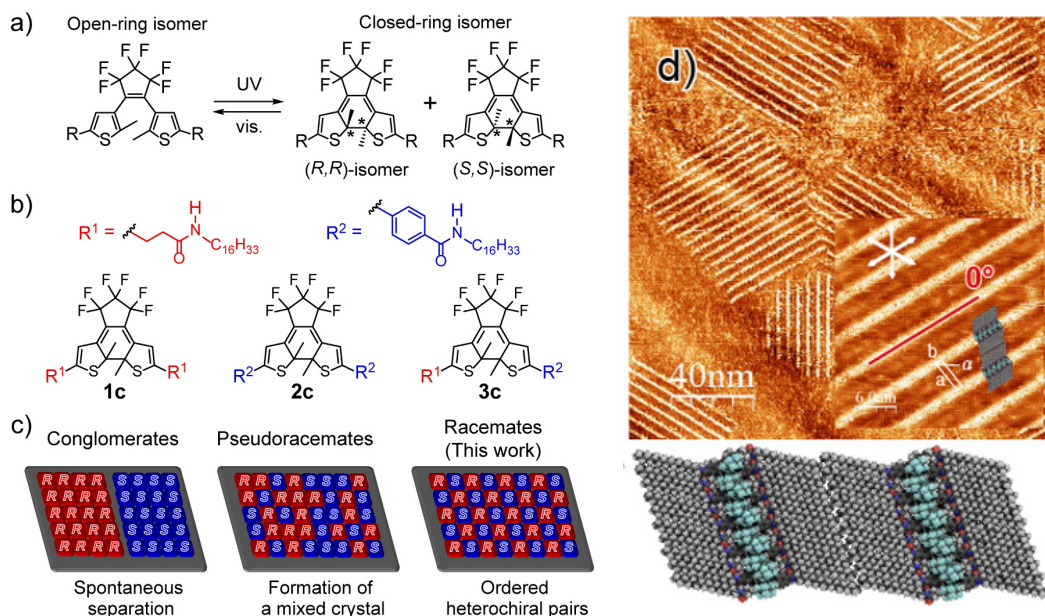 a)
Open-ring isomer
Closed-ring isomer
F F
F F
F F
R S S R
UV
vis.
F F
F F
F F
* *
R S S R
(R,R)-isomer
+
F F
F F
F F
* *
R S S R
(S,S)-isomer
b)
R¹ =
H
N
C₁₆H₃₃
O
R² =
H
N
C₁₆H₃₃
O
F F
F F
F F
R¹ S S R¹
1c
F F
F F
F F
R² S S R²
2c
F F
F F
F F
R¹ S S R²
3c
c)
Conglomerates
Pseudoracemates
Racemates
(This work)
R R R R S S S S
R R R R S S S S
R R R R S S S S
R R R R S S S S
R R R R S S S S
Spontaneous
separation
Formation of
a mixed crystal
Ordered
heterochiral pairs
d)
40nm
0°
b
a
α